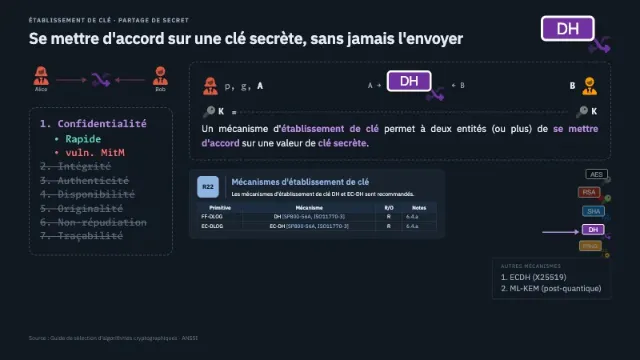 ÉTABLISSEMENT DE CLÉ · PARTAGE DE SECRET
Se mettre d'accord sur une clé secrète, sans jamais l'envoyer
DH
Alice
Bob
1. Confidentialité
• Rapide
• vuln. MitM
2. Intégrité
3. Authenticité
4. Disponibilité
5. Originalité
6. Non-répudiation
7. Traçabilité
p, g, A
A →
DH
← B
B
K =
K
Un mécanisme d'établissement de clé permet à deux entités (ou plus) de se mettre
d'accord sur une valeur de clé secrète.
R22
Mécanismes d'établissement de clé
Les mécanismes d'établissement de clé DH et EC-DH sont recommandés.
Primitive Mécanisme R/O Notes
FF-DLOG DH [SP800-56A, ISO11770-3] R 6.4.a
EC-DLOG EC-DH [SP800-56A, ISO11770-3] R 6.4.a
AES
RSA
SHA
DH
AUTRES MÉCANISMES
1. ECDH (X25519)
2. ML-KEM (post-quantique)
Source : Guide de sélection d'algorithmes cryptographiques · ANSSI